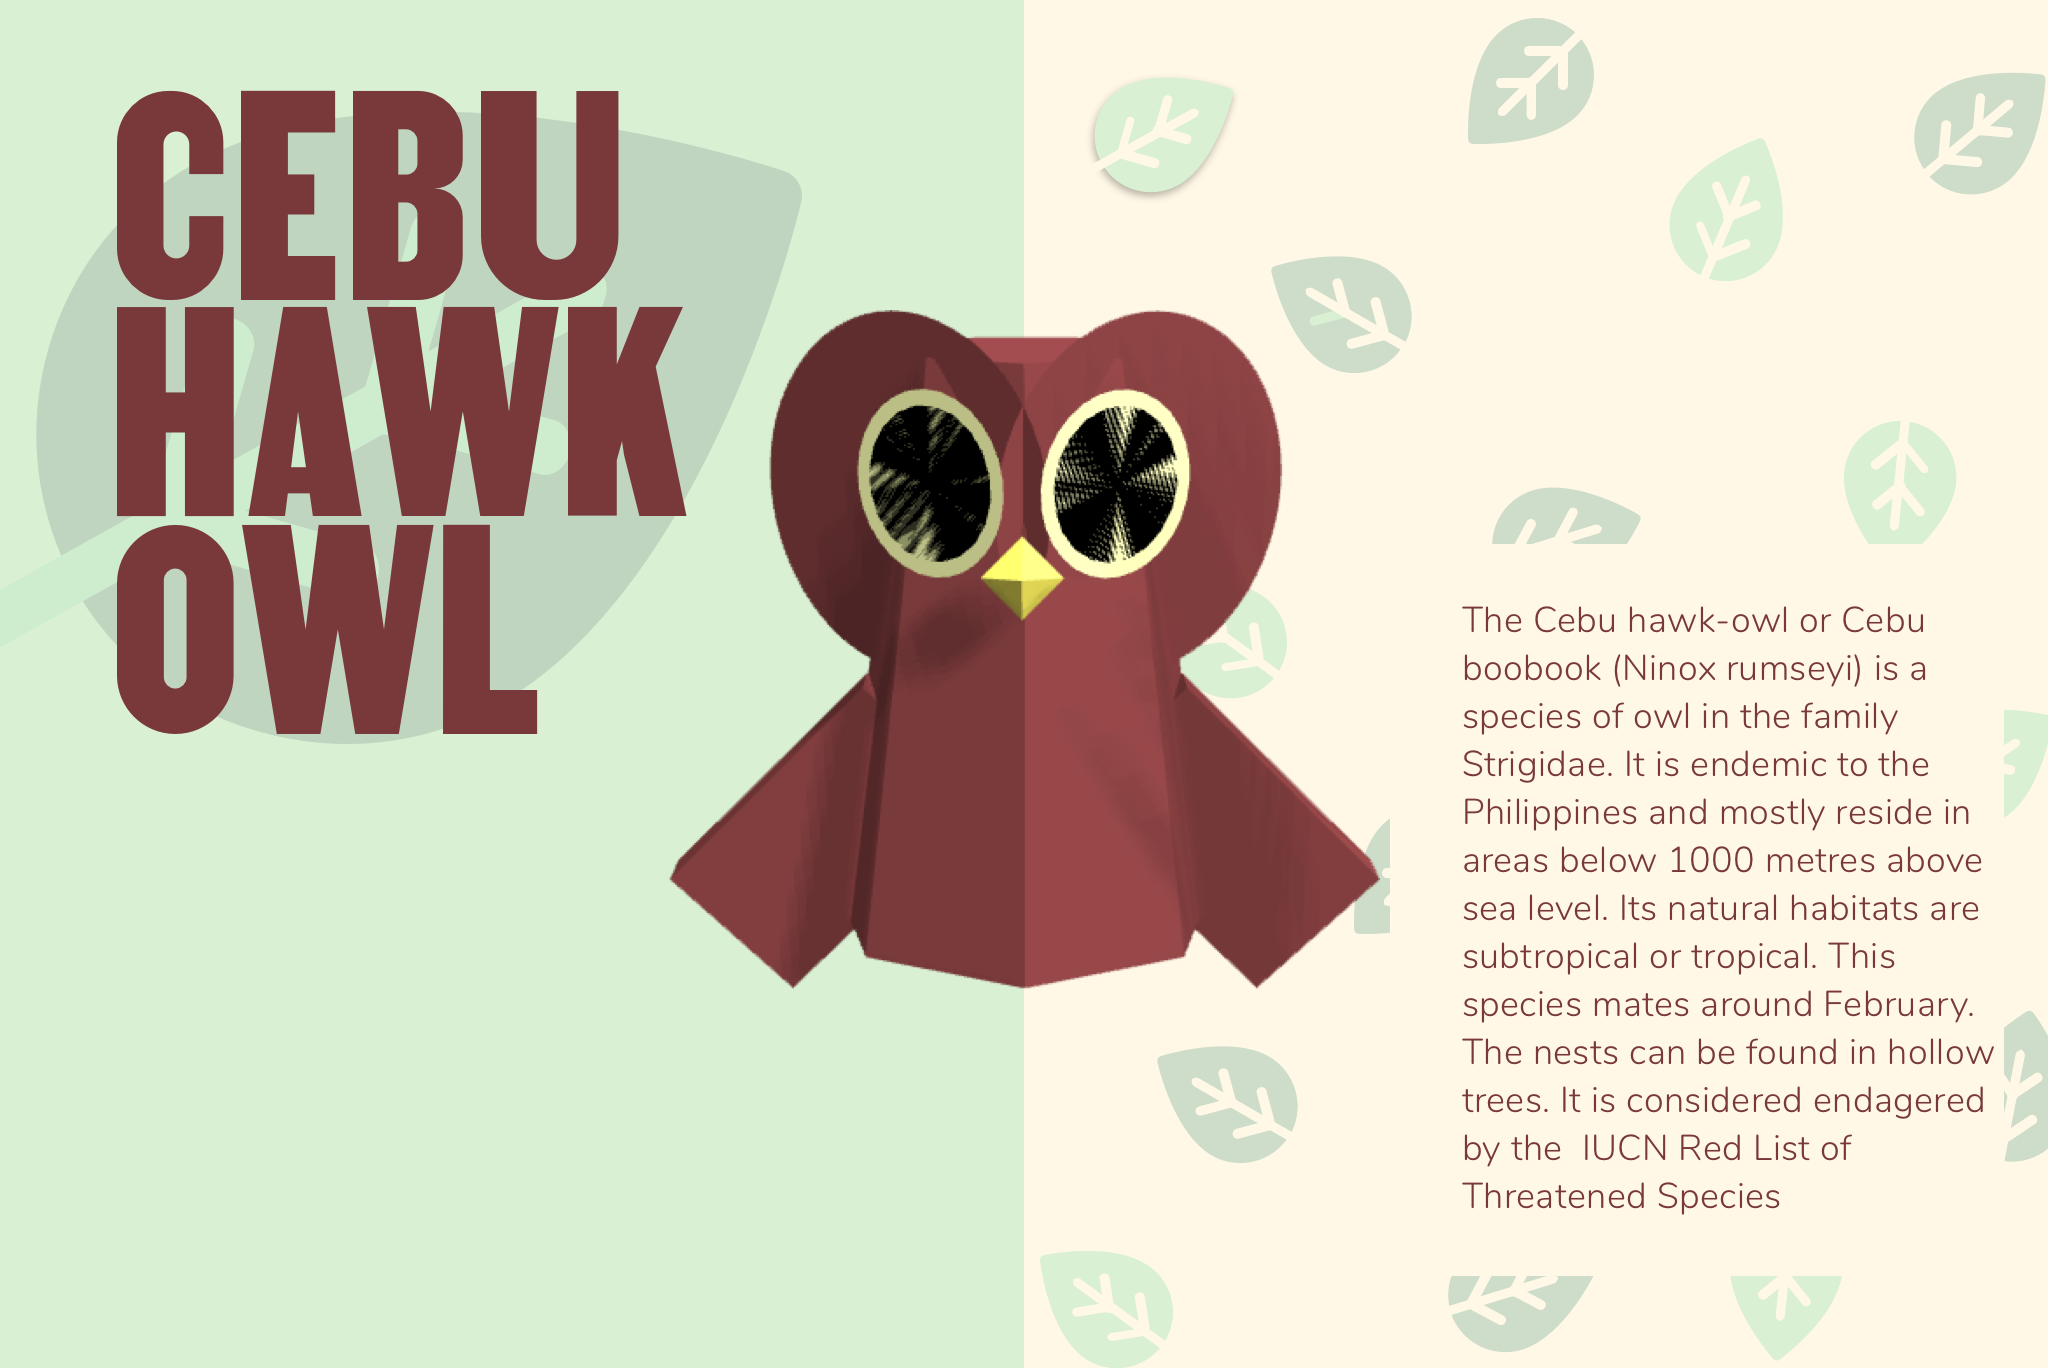 CEBU
HAWK
OWL
The Cebu hawk-owl or Cebu
boobook (Ninox rumseyi) is a
species of owl in the family
Strigidae. It is endemic to the
Philippines and mostly reside in
areas below 1000 metres above
sea level. Its natural habitats are
subtropical or tropical. This
species mates around February.
The nests can be found in hollow
trees. It is considered endagered
by the  IUCN Red List of
Threatened Species